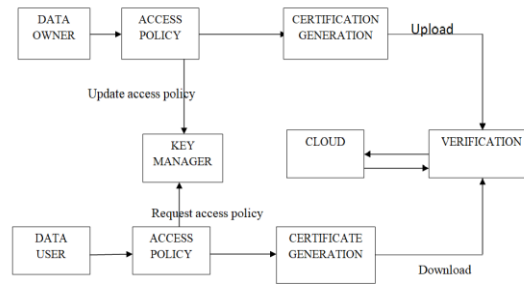 DATA
OWNER
ACCESS
POLICY
CERTIFICATION
GENERATION
Upload
Update access policy
KEY
MANAGER
CLOUD
VERIFICATION
Request access policy
DATA
USER
ACCESS
POLICY
CERTIFICATE
GENERATION
Download